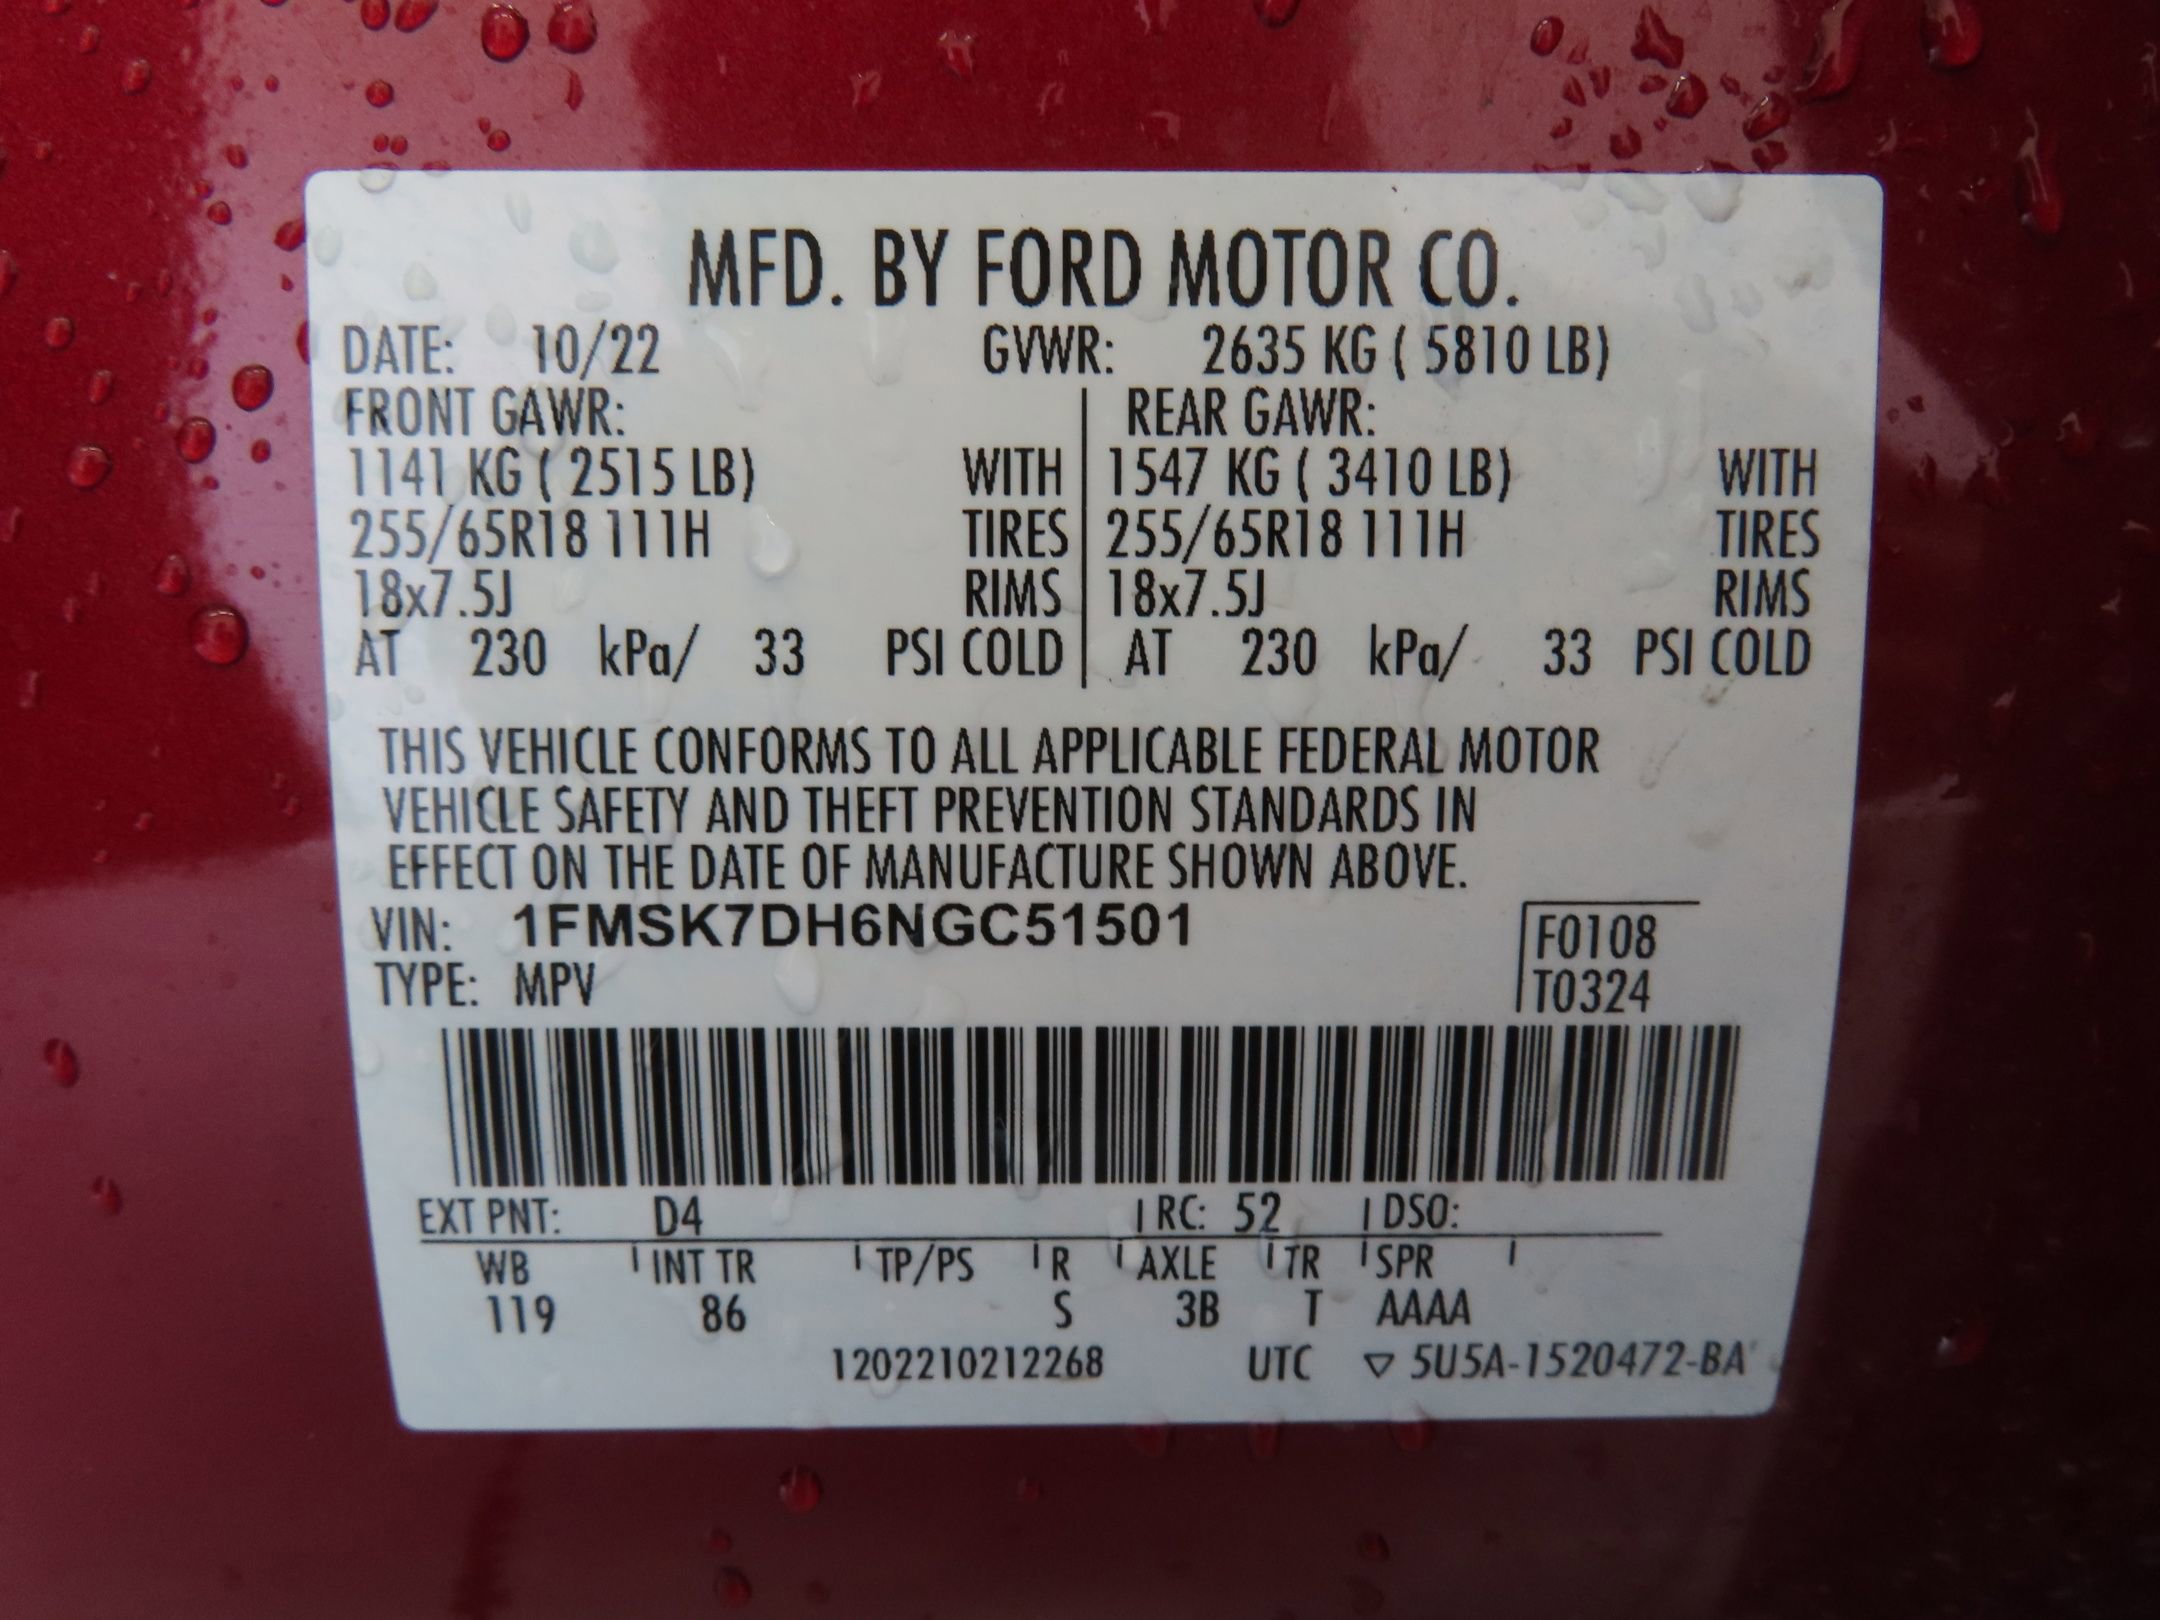 MFD. BY FORD MOTOR CO.
DATE: 10/22 GVWR: 2635 KG ( 5810 LB)
FRONT GAWR: REAR GAWR:
1141 KG ( 2515 LB) WITH 1547 KG ( 3410 LB) WITH
255/65R18 111H TIRES 255/65R18 111H TIRES
18x7.5J RIMS 18x7.5J RIMS
AT 230 kPa/ 33 PSI COLD AT 230 kPa/ 33 PSI COLD
THIS VEHICLE CONFORMS TO ALL APPLICABLE FEDERAL MOTOR
VEHICLE SAFETY AND THEFT PREVENTION STANDARDS IN
EFFECT ON THE DATE OF MANUFACTURE SHOWN ABOVE.
VIN: 1FMSK7DH6NGC51501 F0108
TYPE: MPV T0324
EXT PNT: D4 RC: 52 DSO:
WB INT TR TP/PS R AXLE TR SPR
119 86 S 3B T AAAA
1202210212268 UTC ▽ 5U5A-1520472-BA